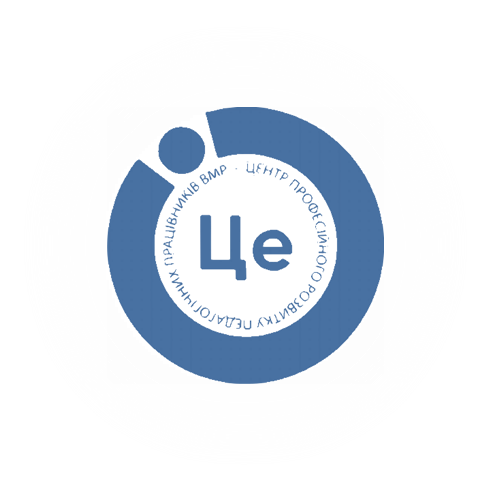 Це
ЦЕНТР ПРОФЕСІЙНОГО РОЗВИТКУ ПЕДАГОГІЧНИХ ПРАЦІВНИКІВ ВМР ·